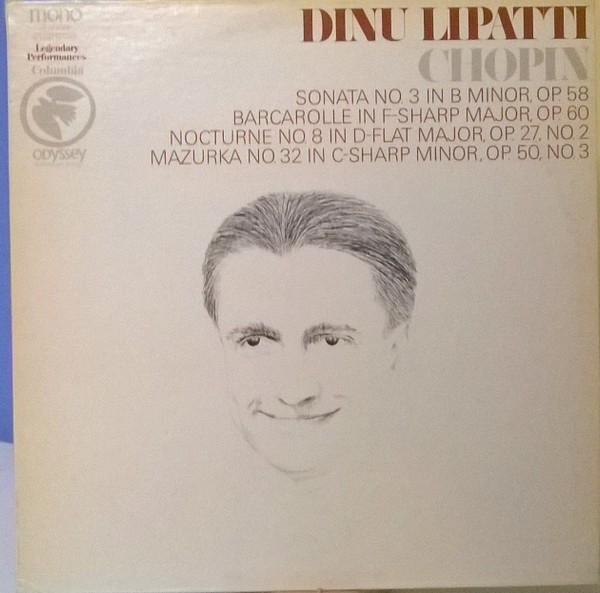 mono
Legendary
Performances
Columbia
odyssey
DINU LIPATTI
CHOPIN
SONATA NO. 3 IN B MINOR, OP. 58
BARCAROLLE IN F-SHARP MAJOR, OP. 60
NOCTURNE NO. 8 IN D-FLAT MAJOR, OP. 27, NO. 2
MAZURKA NO. 32 IN C-SHARP MINOR, OP. 50, NO. 3